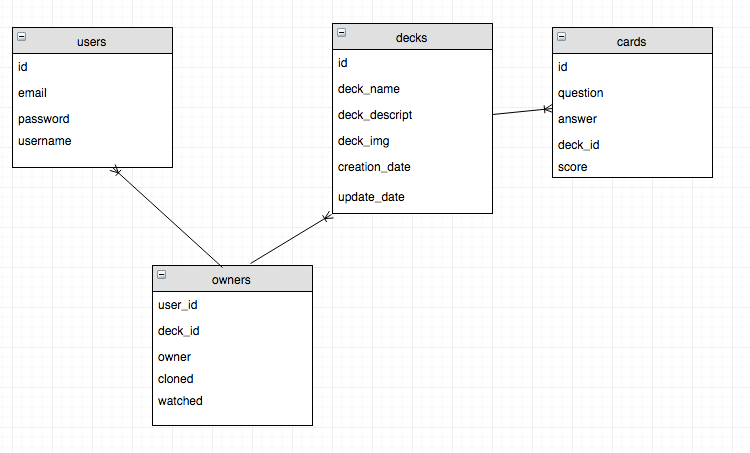 users
id
email
password
username
decks
id
deck_name
deck_descript
deck_img
creation_date
update_date
cards
id
question
answer
deck_id
score
owners
user_id
deck_id
owner
cloned
watched